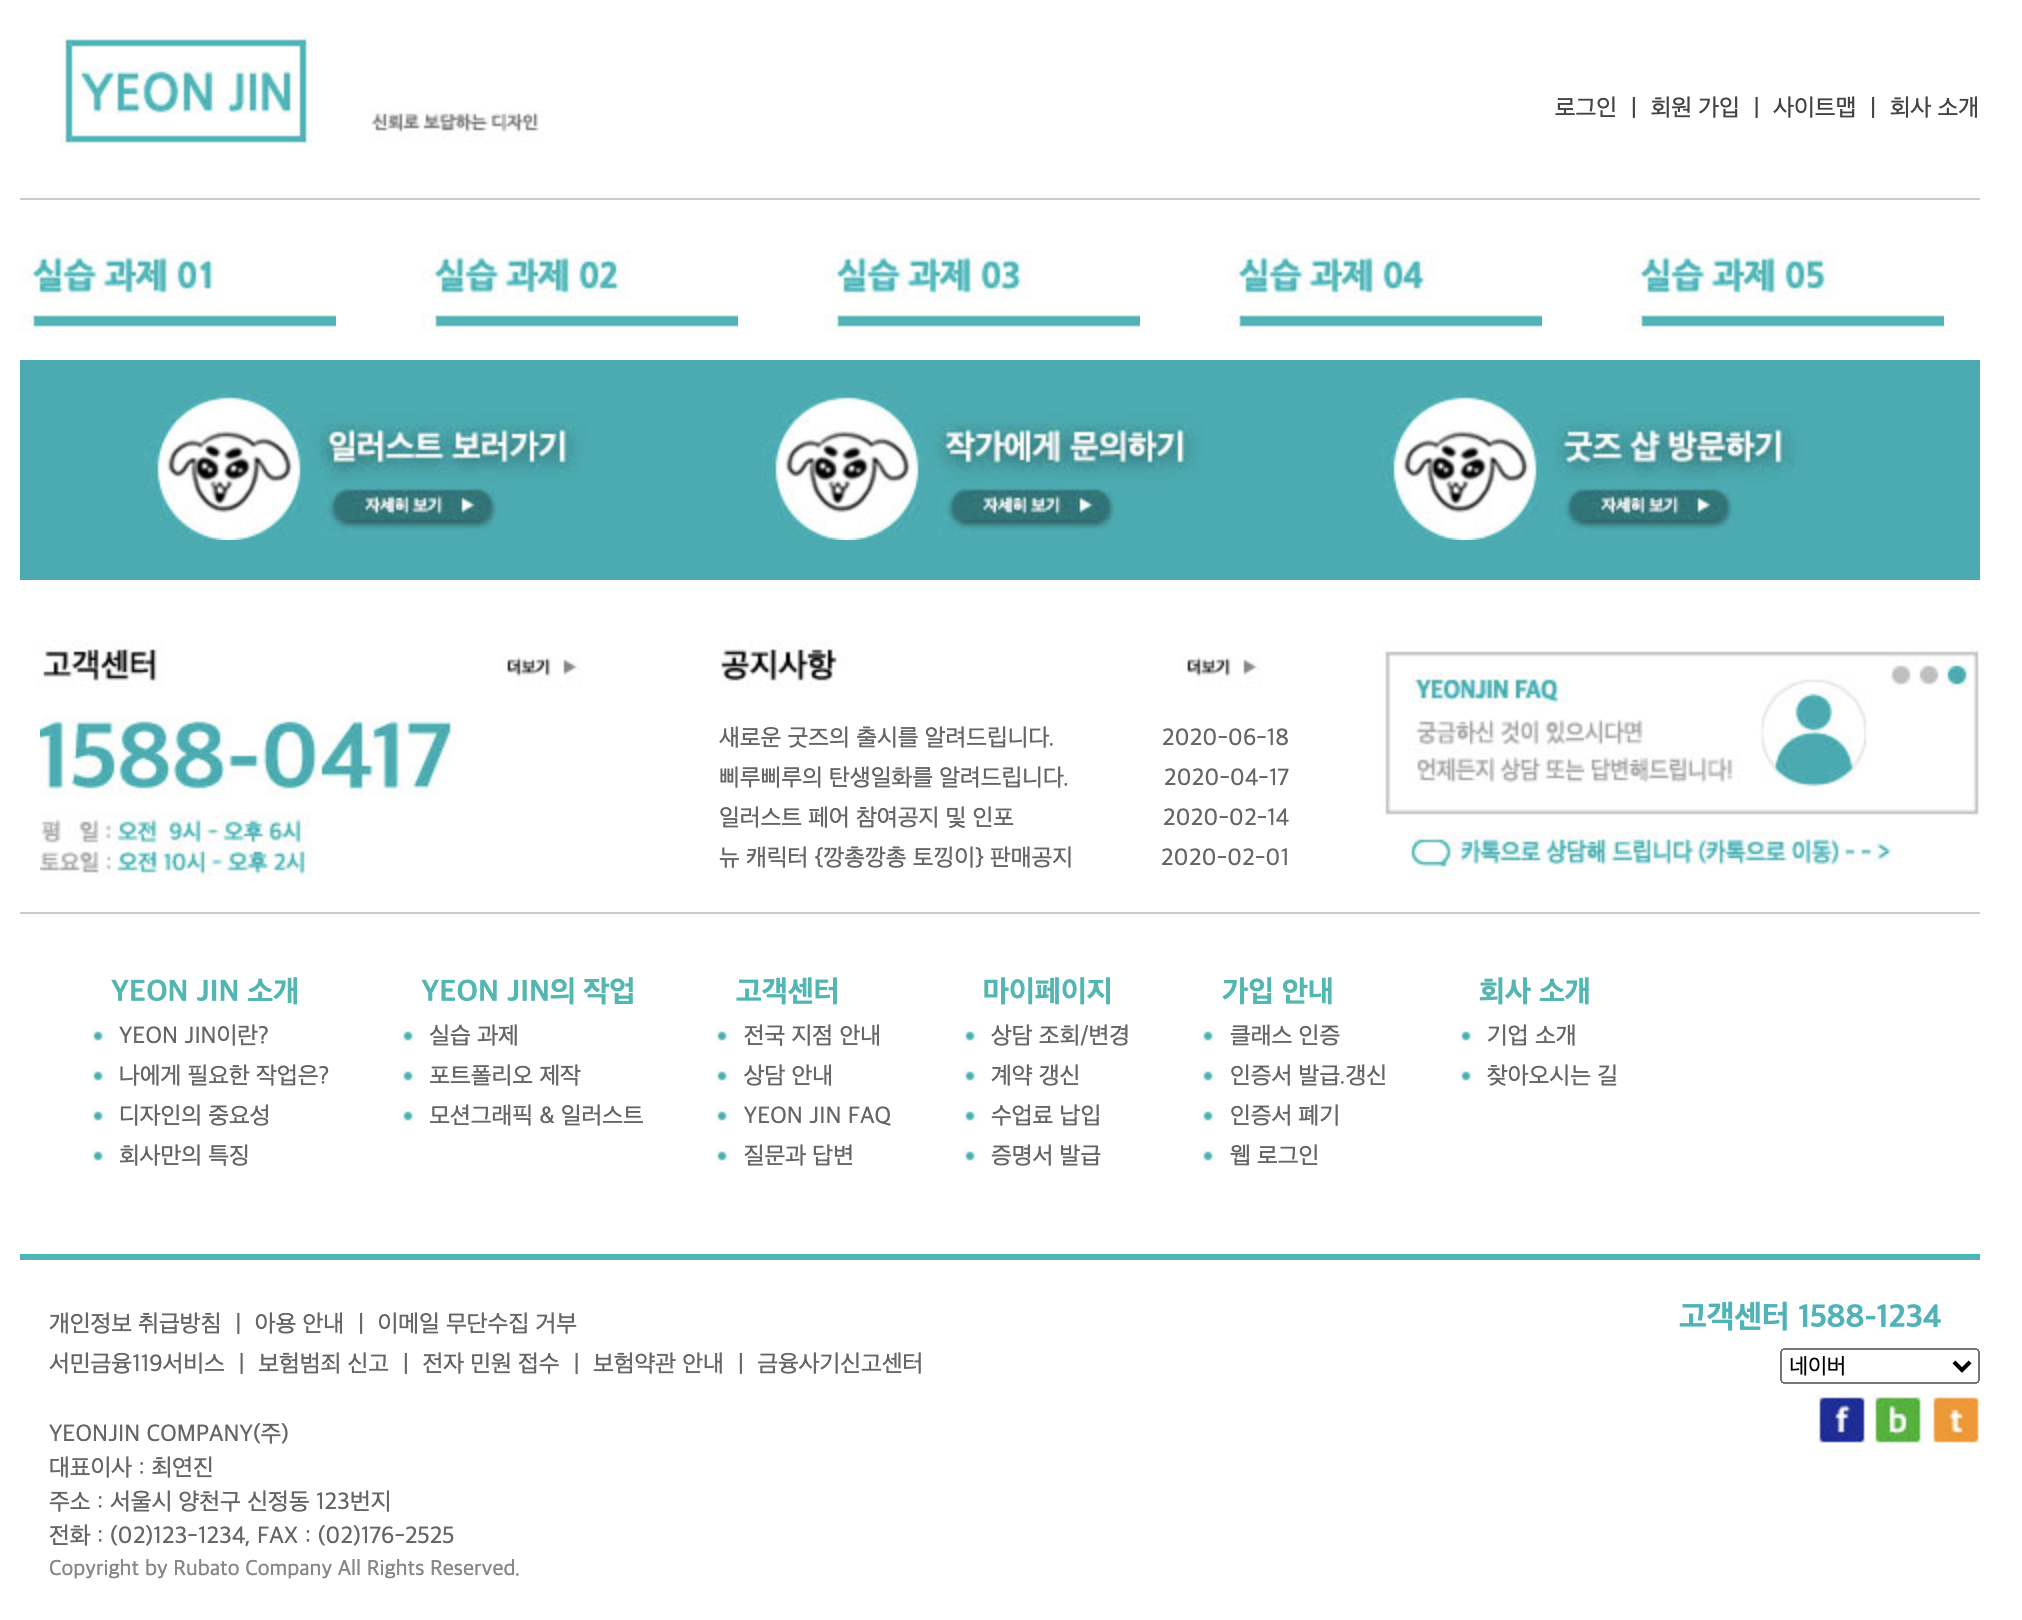 YEON JIN
신뢰로 보답하는 디자인
로그인 | 회원 가입 | 사이트맵 | 회사 소개
실습 과제 01
실습 과제 02
실습 과제 03
실습 과제 04
실습 과제 05
일러스트 보러가기
자세히 보기 ▶
작가에게 문의하기
자세히 보기 ▶
굿즈 샵 방문하기
자세히 보기 ▶
고객센터
더보기 ▶
1588-0417
평 일 : 오전 9시 - 오후 6시
토요일 : 오전 10시 - 오후 2시
공지사항
더보기 ▶
새로운 굿즈의 출시를 알려드립니다. 2020-06-18
삐루삐루의 탄생일화를 알려드립니다. 2020-04-17
일러스트 페어 참여공지 및 인포 2020-02-14
뉴 캐릭터 {깡총깡총 토낑이} 판매공지 2020-02-01
YEONJIN FAQ
궁금하신 것이 있으시다면
언제든지 상담 또는 답변해드립니다!
카톡으로 상담해 드립니다 (카톡으로 이동) - - >
YEON JIN 소개
YEON JIN이란?
나에게 필요한 작업은?
디자인의 중요성
회사만의 특징
YEON JIN의 작업
실습 과제
포트폴리오 제작
모션그래픽 & 일러스트
고객센터
전국 지점 안내
상담 안내
YEON JIN FAQ
질문과 답변
마이페이지
상담 조회/변경
계약 갱신
수업료 납입
증명서 발급
가입 안내
클래스 인증
인증서 발급.갱신
인증서 폐기
웹 로그인
회사 소개
기업 소개
찾아오시는 길
개인정보 취급방침 | 아용 안내 | 이메일 무단수집 거부
서민금융119서비스 | 보험범죄 신고 | 전자 민원 접수 | 보험약관 안내 | 금융사기신고센터
YEONJIN COMPANY(주)
대표이사 : 최연진
주소 : 서울시 양천구 신정동 123번지
전화 : (02)123-1234, FAX : (02)176-2525
Copyright by Rubato Company All Rights Reserved.
고객센터 1588-1234
네이버
f b t